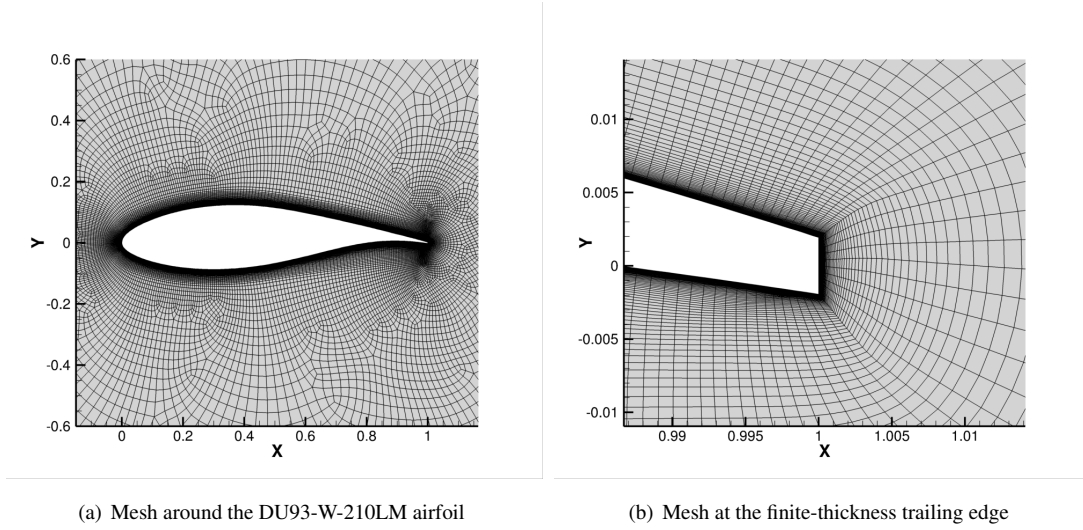 0.6
0.4
0.2
0
-0.2
-0.4
-0.6
Y
0 0.2 0.4 0.6 0.8 1
X
0.01
0.005
0
-0.005
-0.01
Y
0.99 0.995 1 1.005 1.01
X
(a) Mesh around the DU93-W-210LM airfoil
(b) Mesh at the finite-thickness trailing edge